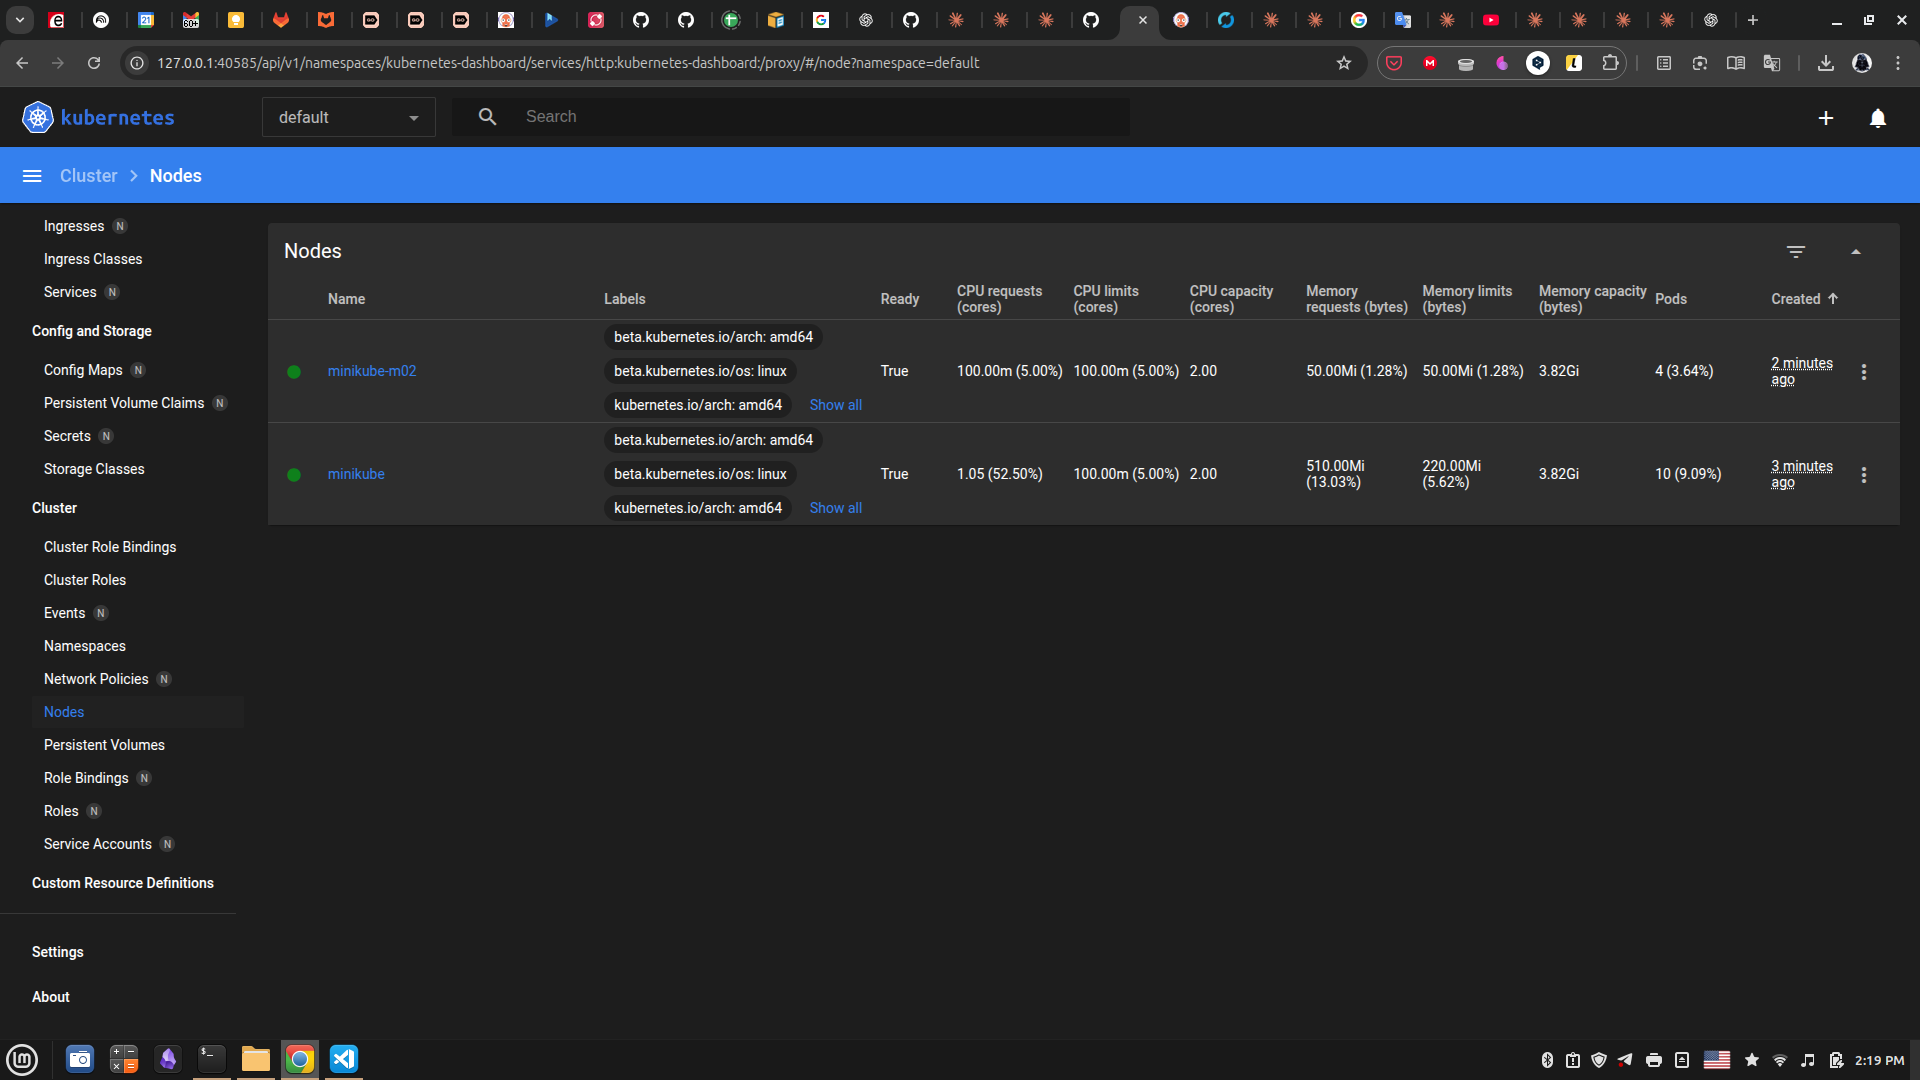 21
60+
127.0.0.1:40585/api/v1/namespaces/kubernetes-dashboard/services/http:kubernetes-dashboard:/proxy/#/node?namespace=default
kubernetes
default
Search
Cluster
Nodes
Ingresses N
Ingress Classes
Services N
Config and Storage
Config Maps N
Persistent Volume Claims N
Secrets N
Storage Classes
Cluster
Cluster Role Bindings
Cluster Roles
Events N
Namespaces
Network Policies N
Nodes
Persistent Volumes
Role Bindings N
Roles N
Service Accounts N
Custom Resource Definitions
Settings
About
Nodes
Name
Labels
Ready
CPU requests (cores)
CPU limits (cores)
CPU capacity (cores)
Memory requests (bytes)
Memory limits (bytes)
Memory capacity (bytes)
Pods
Created
minikube-m02
beta.kubernetes.io/arch: amd64
beta.kubernetes.io/os: linux
kubernetes.io/arch: amd64
Show all
True
100.00m (5.00%)
100.00m (5.00%)
2.00
50.00Mi (1.28%)
50.00Mi (1.28%)
3.82Gi
4 (3.64%)
2 minutes ago
minikube
beta.kubernetes.io/arch: amd64
beta.kubernetes.io/os: linux
kubernetes.io/arch: amd64
Show all
True
1.05 (52.50%)
100.00m (5.00%)
2.00
510.00Mi (13.03%)
220.00Mi (5.62%)
3.82Gi
10 (9.09%)
3 minutes ago
2:19 PM